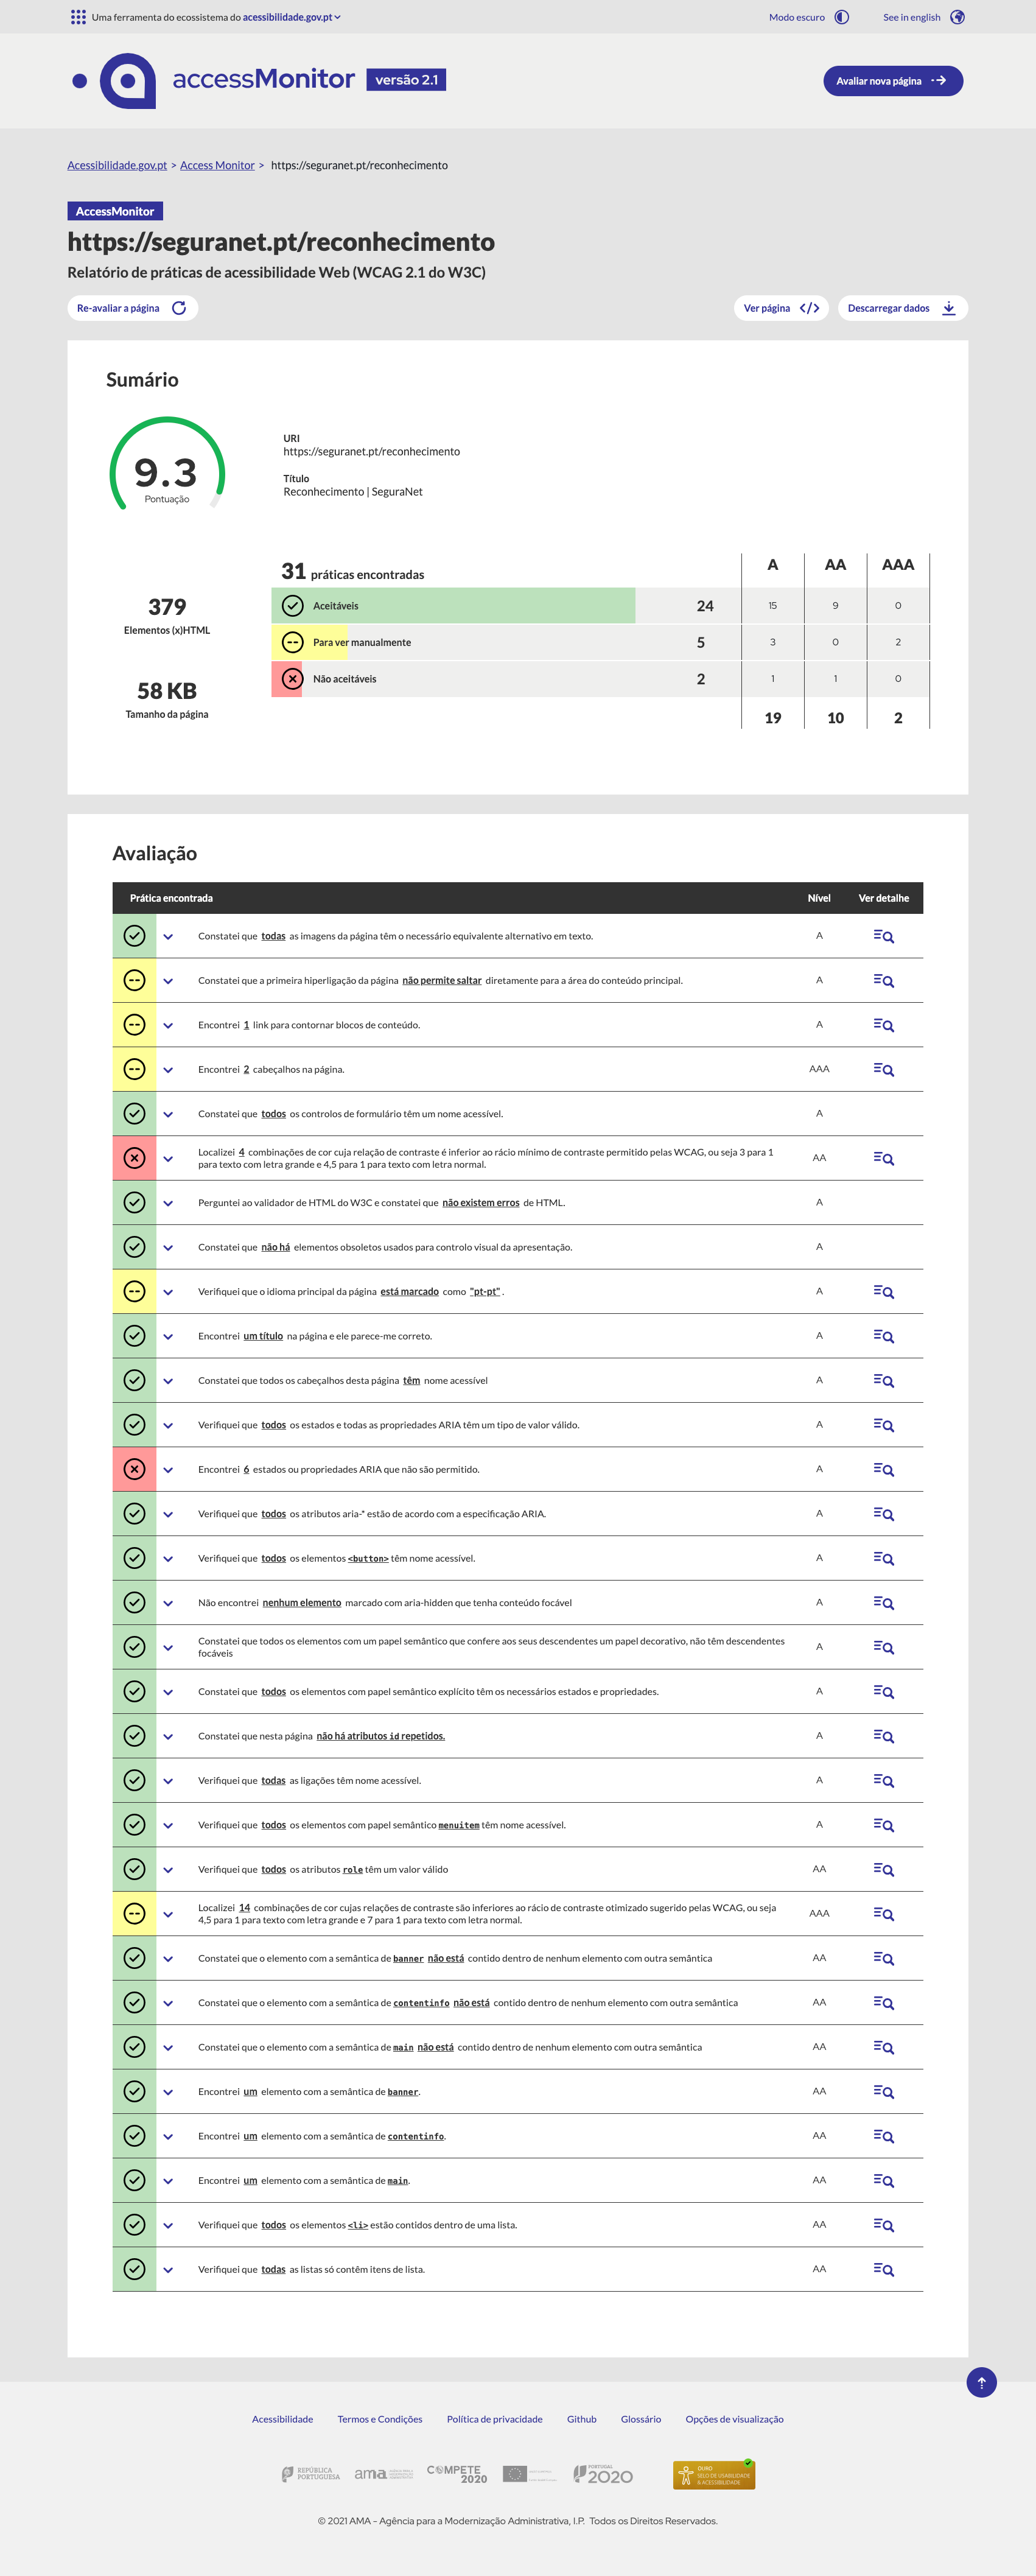 Uma ferramenta do ecossistema do acessibilidade.gov.pt
Modo escuro
See in english
accessMonitor versão 2.1
Avaliar nova página
Acessibilidade.gov.pt > Access Monitor > https://seguranet.pt/reconhecimento
AccessMonitor
https://seguranet.pt/reconhecimento
Relatório de práticas de acessibilidade Web (WCAG 2.1 do W3C)
Re-avaliar a página
Ver página
Descarregar dados
Sumário
9.3
Pontuação
URI
https://seguranet.pt/reconhecimento
Título
Reconhecimento | SeguraNet
379
Elementos (x)HTML
58 KB
Tamanho da página
31 práticas encontradas A AA AAA
Aceitáveis 24 15 9 0
Para ver manualmente 5 3 0 2
Não aceitáveis 2 1 1 0
19 10 2
Avaliação
Prática encontrada Nível Ver detalhe
Constatei que todas as imagens da página têm o necessário equivalente alternativo em texto. A
Constatei que a primeira hiperligação da página não permite saltar diretamente para a área do conteúdo principal. A
Encontrei 1 link para contornar blocos de conteúdo. A
Encontrei 2 cabeçalhos na página. AAA
Constatei que todos os controlos de formulário têm um nome acessível. A
Localizei 4 combinações de cor cuja relação de contraste é inferior ao rácio mínimo de contraste permitido pelas WCAG, ou seja 3 para 1
para texto com letra grande e 4,5 para 1 para texto com letra normal. AA
Perguntei ao validador de HTML do W3C e constatei que não existem erros de HTML. A
Constatei que não há elementos obsoletos usados para controlo visual da apresentação. A
Verifiquei que o idioma principal da página está marcado como "pt-pt" . A
Encontrei um título na página e ele parece-me correto. A
Constatei que todos os cabeçalhos desta página têm nome acessível A
Verifiquei que todos os estados e todas as propriedades ARIA têm um tipo de valor válido. A
Encontrei 6 estados ou propriedades ARIA que não são permitido. A
Verifiquei que todos os atributos aria-* estão de acordo com a especificação ARIA. A
Verifiquei que todos os elementos <button> têm nome acessível. A
Não encontrei nenhum elemento marcado com aria-hidden que tenha conteúdo focável A
Constatei que todos os elementos com um papel semântico que confere aos seus descendentes um papel decorativo, não têm descendentes
focáveis A
Constatei que todos os elementos com papel semântico explícito têm os necessários estados e propriedades. A
Constatei que nesta página não há atributos id repetidos. A
Verifiquei que todas as ligações têm nome acessível. A
Verifiquei que todos os elementos com papel semântico menuitem têm nome acessível. A
Verifiquei que todos os atributos role têm um valor válido AA
Localizei 14 combinações de cor cujas relações de contraste são inferiores ao rácio de contraste otimizado sugerido pelas WCAG, ou seja
4,5 para 1 para texto com letra grande e 7 para 1 para texto com letra normal. AAA
Constatei que o elemento com a semântica de banner não está contido dentro de nenhum elemento com outra semântica AA
Constatei que o elemento com a semântica de contentinfo não está contido dentro de nenhum elemento com outra semântica AA
Constatei que o elemento com a semântica de main não está contido dentro de nenhum elemento com outra semântica AA
Encontrei um elemento com a semântica de banner. AA
Encontrei um elemento com a semântica de contentinfo. AA
Encontrei um elemento com a semântica de main. AA
Verifiquei que todos os elementos <li> estão contidos dentro de uma lista. AA
Verifiquei que todas as listas só contêm itens de lista. AA
Acessibilidade Termos e Condições Política de privacidade Github Glossário Opções de visualização
REPÚBLICA
PORTUGUESA
ama
COMPETE
2020
PORTUGAL
2020
OURO
SELO DE USABILIDADE
& ACESSIBILIDADE
© 2021 AMA - Agência para a Modernização Administrativa, I.P. Todos os Direitos Reservados.